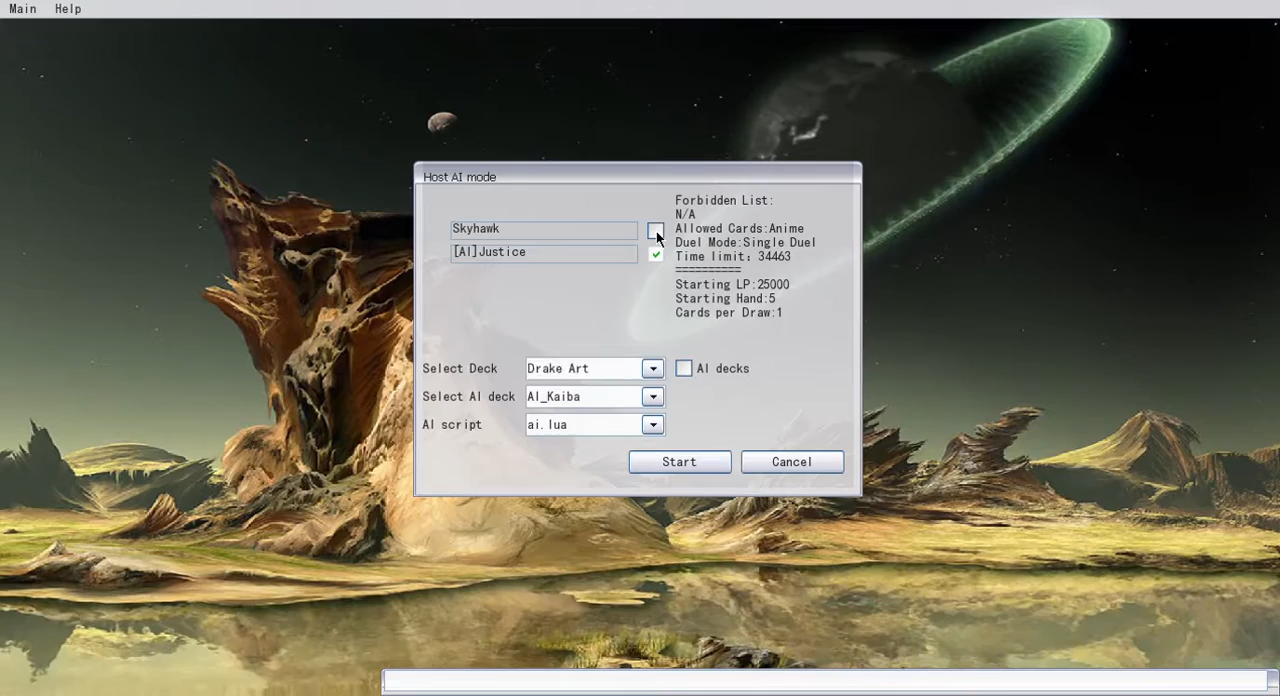 Main Help
Host AI mode
Skyhawk
[AI]Justice
Forbidden List:
N/A
Allowed Cards:Anime
Duel Mode:Single Duel
Time limit: 34463
==========
Starting LP:25000
Starting Hand:5
Cards per Draw:1
Select Deck Drake Art AI decks
Select AI deck AI_Kaiba
AI script ai.lua
Start Cancel